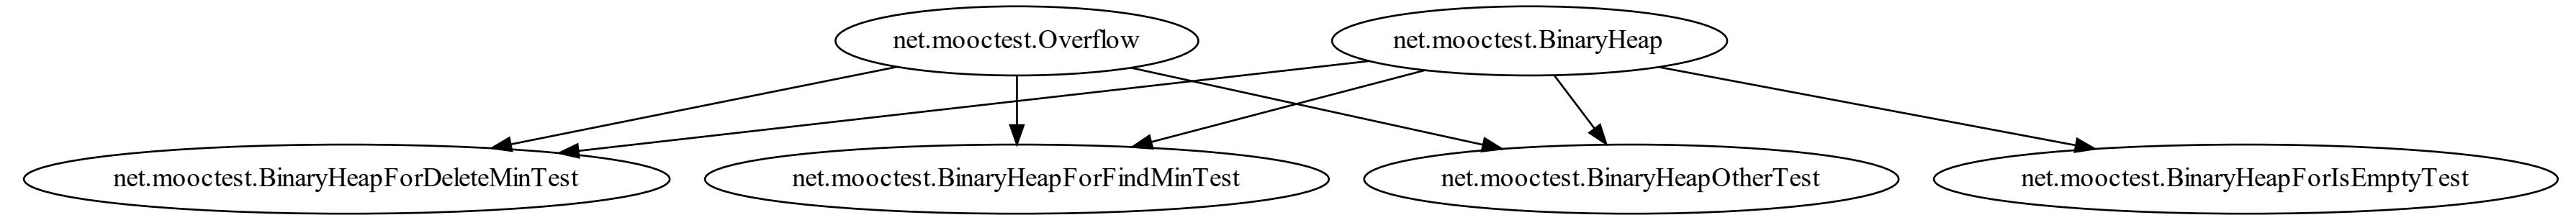 net.mooctest.Overflow
net.mooctest.BinaryHeap
net.mooctest.BinaryHeapForDeleteMinTest
net.mooctest.BinaryHeapForFindMinTest
net.mooctest.BinaryHeapOtherTest
net.mooctest.BinaryHeapForIsEmptyTest